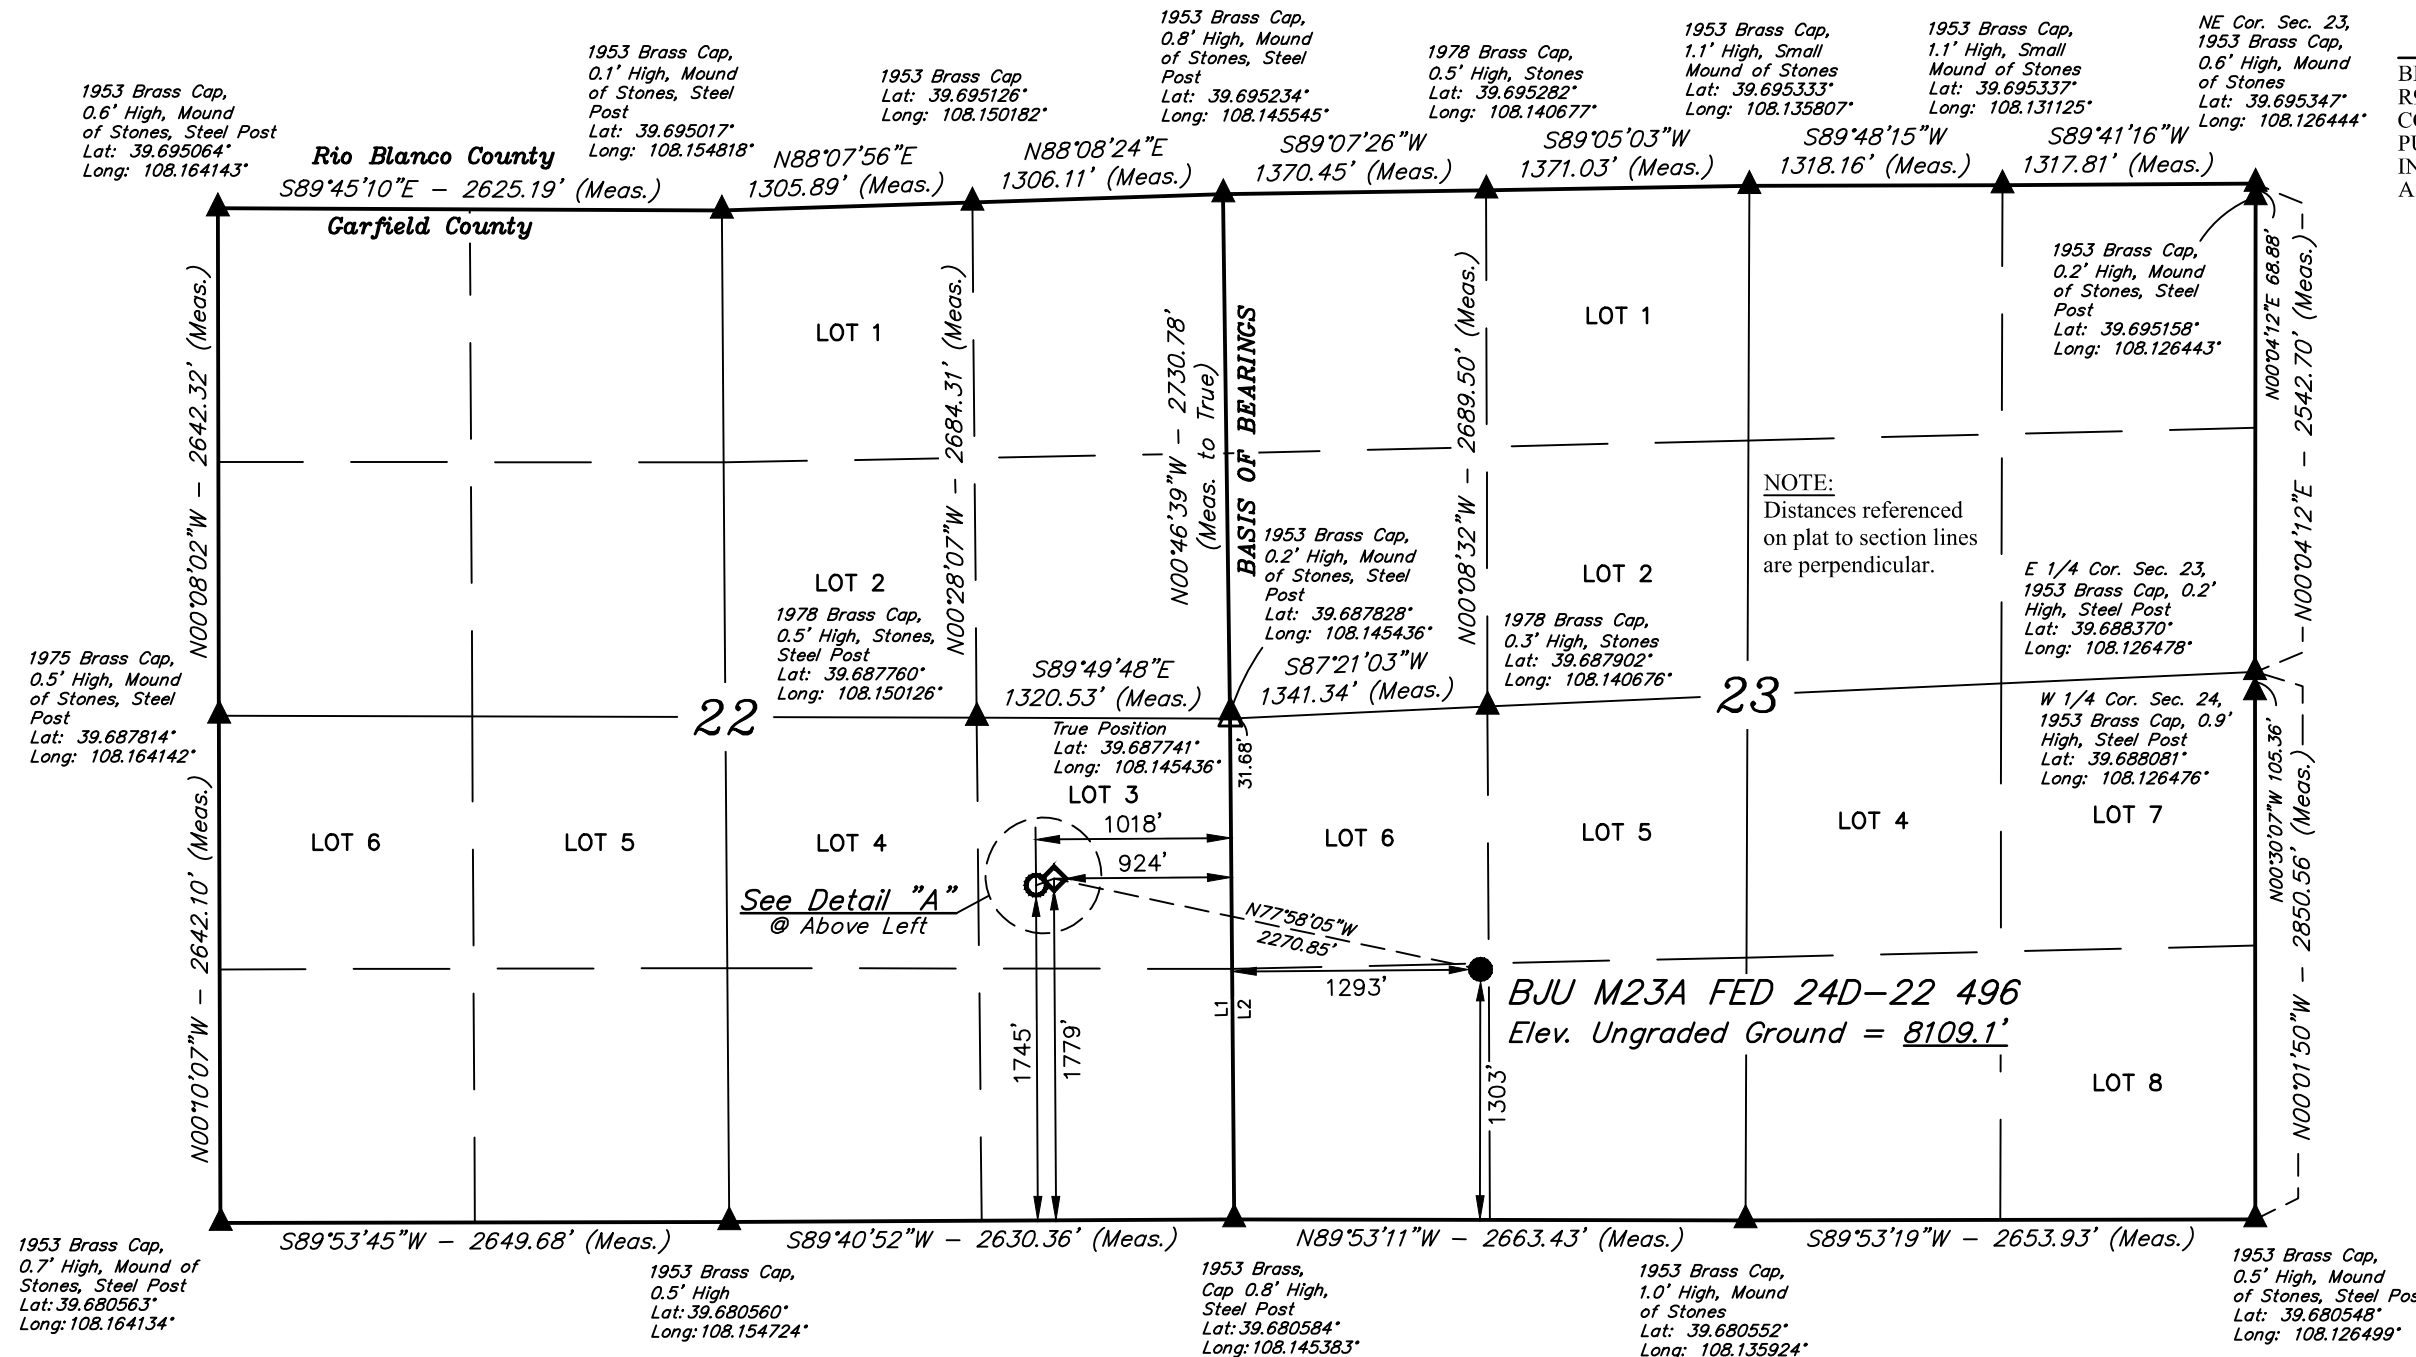 1953 Brass Cap,
0.6' High, Mound
of Stones, Steel Post
Lat: 39.695064°
Long: 108.164143°
1953 Brass Cap,
0.1' High, Mound
of Stones, Steel
Post
Lat: 39.695017°
Long: 108.154818°
1953 Brass Cap
Lat: 39.695126°
Long: 108.150182°
1953 Brass Cap,
0.8' High, Mound
of Stones, Steel
Post
Lat: 39.695234°
Long: 108.145545°
1978 Brass Cap,
0.5' High, Stones
Lat: 39.695282°
Long: 108.140677°
1953 Brass Cap,
1.1' High, Small
Mound of Stones
Lat: 39.695333°
Long: 108.135807°
1953 Brass Cap,
1.1' High, Small
Mound of Stones
Lat: 39.695337°
Long: 108.131125°
NE Cor. Sec. 23,
1953 Brass Cap,
0.6' High, Mound
of Stones
Lat: 39.695347°
Long: 108.126444°
Rio Blanco County
S89°45'10"E – 2625.19' (Meas.)
Garfield County
N88°07'56"E
1305.89' (Meas.)
N88°08'24"E
1306.11' (Meas.)
S89°07'26"W
1370.45' (Meas.)
S89°05'03"W
1371.03' (Meas.)
S89°48'15"W
1318.16' (Meas.)
S89°41'16"W
1317.81' (Meas.)
1953 Brass Cap,
0.2' High, Mound
of Stones, Steel
Post
Lat: 39.695158°
Long: 108.126443°
N00°04'12"E 68.88'
N00°04'12"E – 2542.70' (Meas.)
N00°08'02"W – 2642.32' (Meas.)
LOT 1
N00°28'07"W – 2684.31' (Meas.)
N00°46'39"W – 2730.78'
(Meas. to True)
BASIS OF BEARINGS
N00°08'32"W – 2689.50' (Meas.)
LOT 1
NOTE:
Distances referenced
on plat to section lines
are perpendicular.
LOT 2
1978 Brass Cap,
0.5' High, Stones,
Steel Post
Lat: 39.687760°
Long: 108.150126°
1953 Brass Cap,
0.2' High, Mound
of Stones, Steel
Post
Lat: 39.687828°
Long: 108.145436°
LOT 2
1978 Brass Cap,
0.3' High, Stones
Lat: 39.687902°
Long: 108.140676°
E 1/4 Cor. Sec. 23,
1953 Brass Cap, 0.2'
High, Steel Post
Lat: 39.688370°
Long: 108.126478°
1975 Brass Cap,
0.5' High, Mound
of Stones, Steel
Post
Lat: 39.687814°
Long: 108.164142°
22
S89°49'48"E
1320.53' (Meas.)
S87°21'03"W
1341.34' (Meas.)
23
True Position
Lat: 39.687741°
Long: 108.145436°
31.68'
W 1/4 Cor. Sec. 24,
1953 Brass Cap, 0.9'
High, Steel Post
Lat: 39.688081°
Long: 108.126476°
N00°30'07"W 105.36'
N00°01'50"W – 2850.56' (Meas.)
N00°10'07"W – 2642.10' (Meas.)
LOT 6
LOT 5
LOT 4
LOT 3
1018'
924'
See Detail "A"
@ Above Left
LOT 6
LOT 5
LOT 4
LOT 7
N77°58'05"W
2270.85'
1293'
L1
L2
1745'
1779'
1303'
BJU M23A FED 24D-22 496
Elev. Ungraded Ground = 8109.1'
LOT 8
S89°53'45"W – 2649.68' (Meas.)
S89°40'52"W – 2630.36' (Meas.)
N89°53'11"W – 2663.43' (Meas.)
S89°53'19"W – 2653.93' (Meas.)
1953 Brass Cap,
0.7' High, Mound of
Stones, Steel Post
Lat: 39.680563°
Long: 108.164134°
1953 Brass Cap,
0.5' High
Lat: 39.680560°
Long: 108.154724°
1953 Brass,
Cap 0.8' High,
Steel Post
Lat: 39.680584°
Long: 108.145383°
1953 Brass Cap,
1.0' High, Mound
of Stones
Lat: 39.680552°
Long: 108.135924°
1953 Brass Cap,
0.5' High, Mound
of Stones, Steel
Lat: 39.680548°
Long: 108.126499°